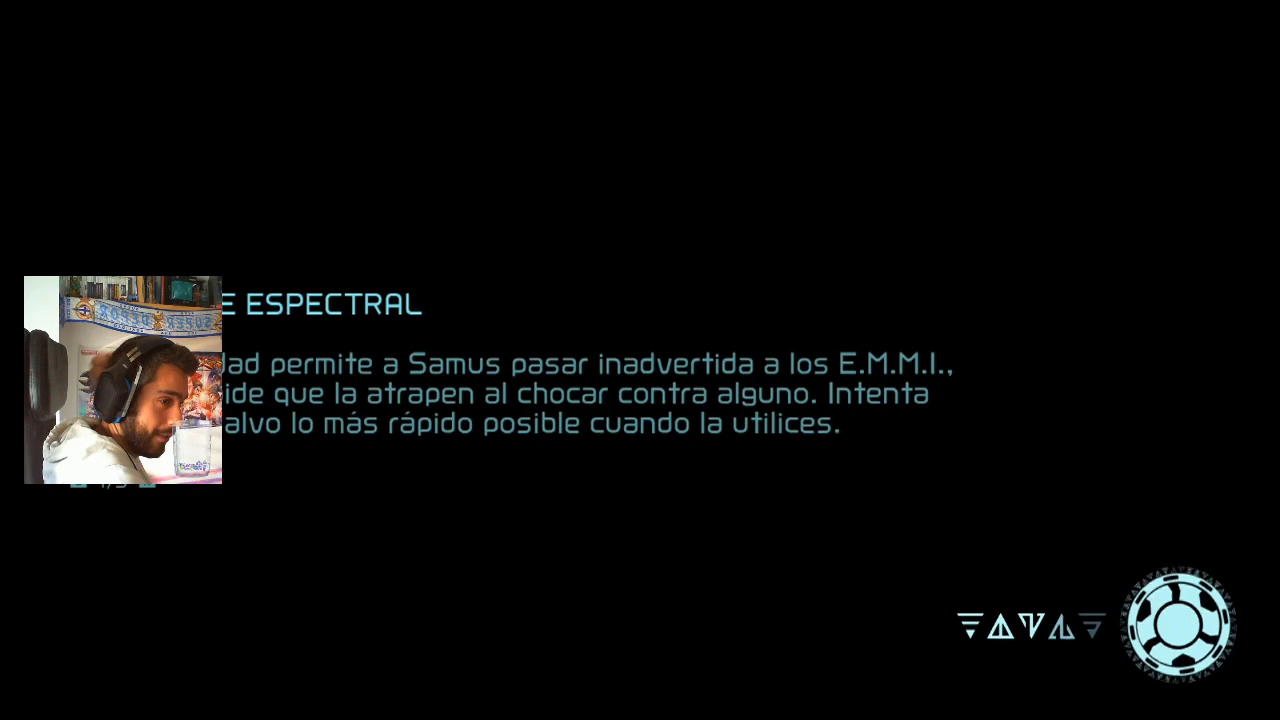 E ESPECTRAL
dad permite a Samus pasar inadvertida a los E.M.M.I.,
ide que la atrapen al chocar contra alguno. Intenta
alvo lo más rápido posible cuando la utilices.